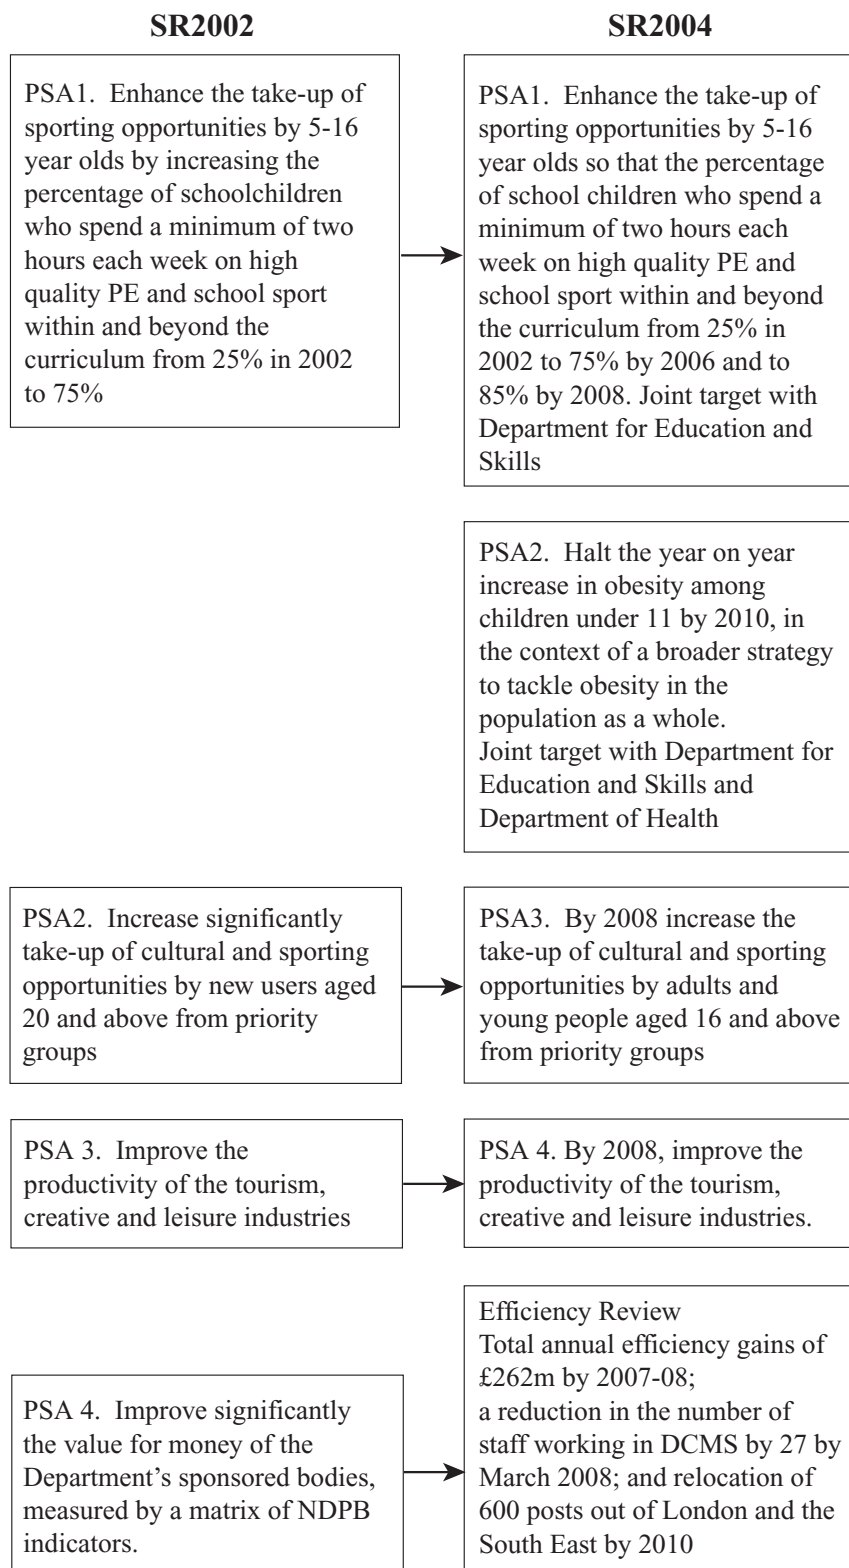 SR2002
SR2004
PSA1. Enhance the take-up of
sporting opportunities by 5-16
year olds by increasing the
percentage of schoolchildren
who spend a minimum of two
hours each week on high
quality PE and school sport
within and beyond the
curriculum from 25% in 2002
to 75%
PSA1. Enhance the take-up of
sporting opportunities by 5-16
year olds so that the percentage
of school children who spend a
minimum of two hours each
week on high quality PE and
school sport within and beyond
the curriculum from 25% in
2002 to 75% by 2006 and to
85% by 2008. Joint target with
Department for Education and
Skills
PSA2. Halt the year on year
increase in obesity among
children under 11 by 2010, in
the context of a broader strategy
to tackle obesity in the
population as a whole.
Joint target with Department for
Education and Skills and
Department of Health
PSA2. Increase significantly
take-up of cultural and sporting
opportunities by new users aged
20 and above from priority
groups
PSA3. By 2008 increase the
take-up of cultural and sporting
opportunities by adults and
young people aged 16 and above
from priority groups
PSA 3. Improve the
productivity of the tourism,
creative and leisure industries
PSA 4. By 2008, improve the
productivity of the tourism,
creative and leisure industries.
PSA 4. Improve significantly
the value for money of the
Department's sponsored bodies,
measured by a matrix of NDPB
indicators.
Efficiency Review
Total annual efficiency gains of
£262m by 2007-08;
a reduction in the number of
staff working in DCMS by 27 by
March 2008; and relocation of
600 posts out of London and the
South East by 2010